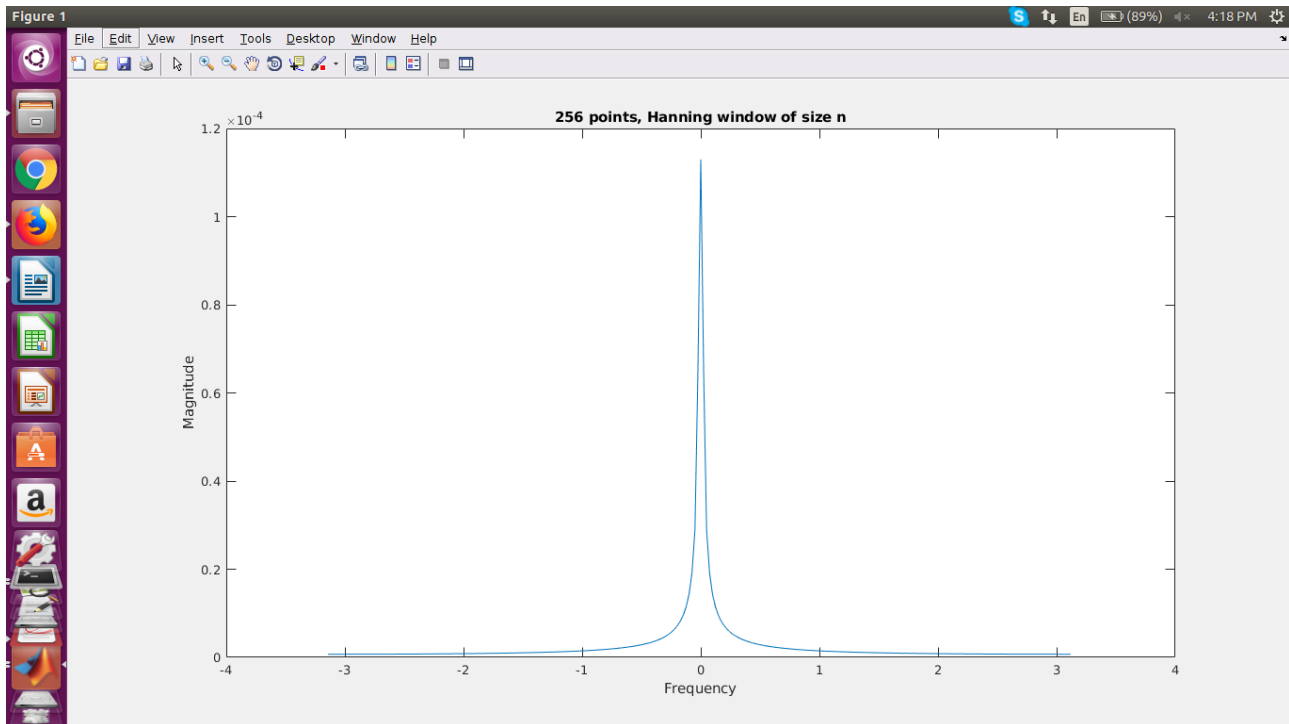 Figure 1
En (89%) 4:18 PM
File Edit View Insert Tools Desktop Window Help
256 points, Hanning window of size n
×10-4
1.2
1
0.8
0.6
0.4
0.2
0
Magnitude
-4 -3 -2 -1 0 1 2 3 4
Frequency